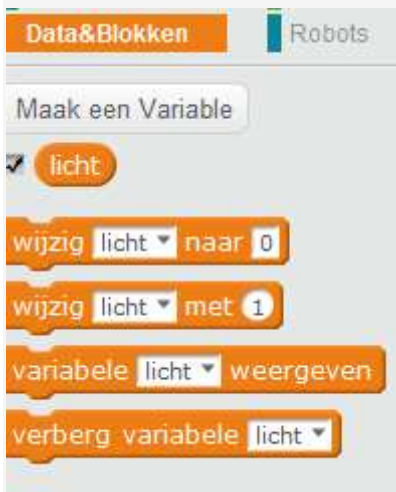 Data&Blokken Robots
Maak een Variable
licht
wijzig licht naar 0
wijzig licht met 1
variabele licht weergeven
verberg variabele licht